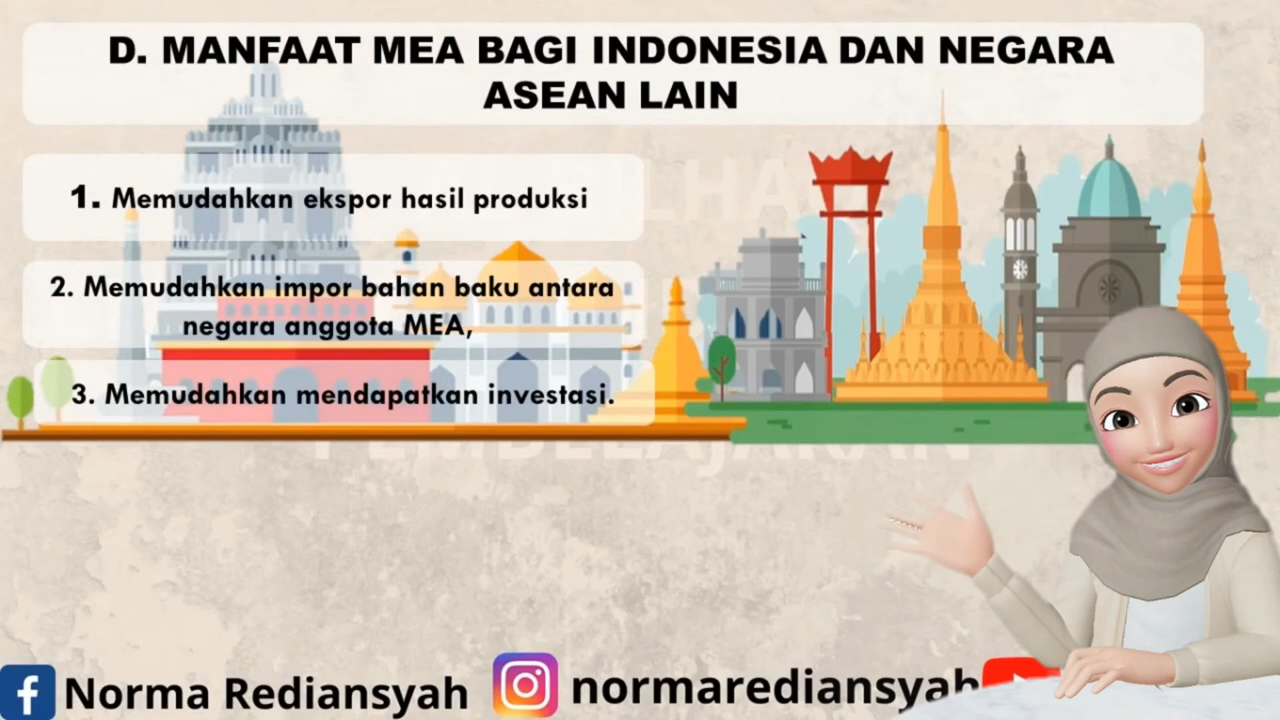 D. MANFAAT MEA BAGI INDONESIA DAN NEGARA
ASEAN LAIN
1. Memudahkan ekspor hasil produksi
2. Memudahkan impor bahan baku antara
negara anggota MEA,
3. Memudahkan mendapatkan investasi.
PEMBELAJARAN
Norma Rediansyah
normarediansyah